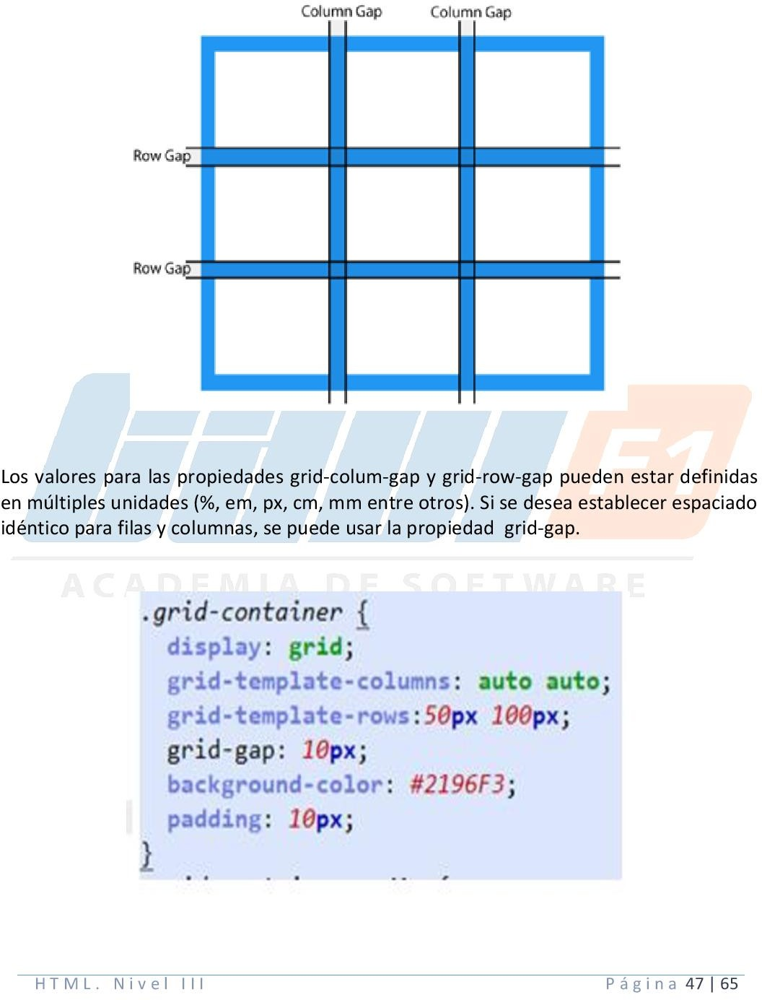 Column Gap Column Gap
Row Gap
Row Gap
F1
Los valores para las propiedades grid-colum-gap y grid-row-gap pueden estar definidas
en múltiples unidades (%, em, px, cm, mm entre otros). Si se desea establecer espaciado
idéntico para filas y columnas, se puede usar la propiedad grid-gap.
ACADEMIA DE SOFTWARE
.grid-container {
display: grid;
grid-template-columns: auto auto;
grid-template-rows:50px 100px;
grid-gap: 10px;
background-color: #2196F3;
padding: 10px;
}
HTML. Nivel III Página 47 | 65